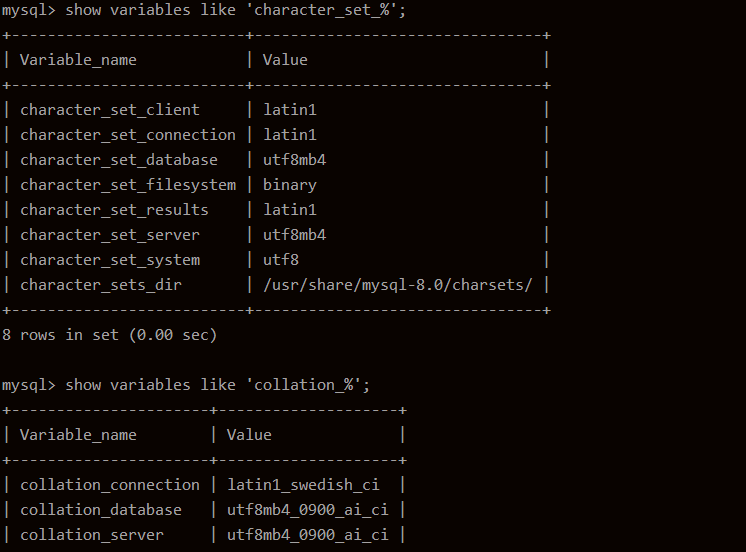 mysql> show variables like 'character_set_%';
+--------------------------+--------------------------------+
| Variable_name            | Value                          |
+--------------------------+--------------------------------+
| character_set_client     | latin1                         |
| character_set_connection | latin1                         |
| character_set_database   | utf8mb4                        |
| character_set_filesystem | binary                         |
| character_set_results    | latin1                         |
| character_set_server     | utf8mb4                        |
| character_set_system     | utf8                           |
| character_sets_dir       | /usr/share/mysql-8.0/charsets/ |
+--------------------------+--------------------------------+
8 rows in set (0.00 sec)

mysql> show variables like 'collation_%';
+----------------------+--------------------+
| Variable_name        | Value              |
+----------------------+--------------------+
| collation_connection | latin1_swedish_ci  |
| collation_database   | utf8mb4_0900_ai_ci |
| collation_server     | utf8mb4_0900_ai_ci |